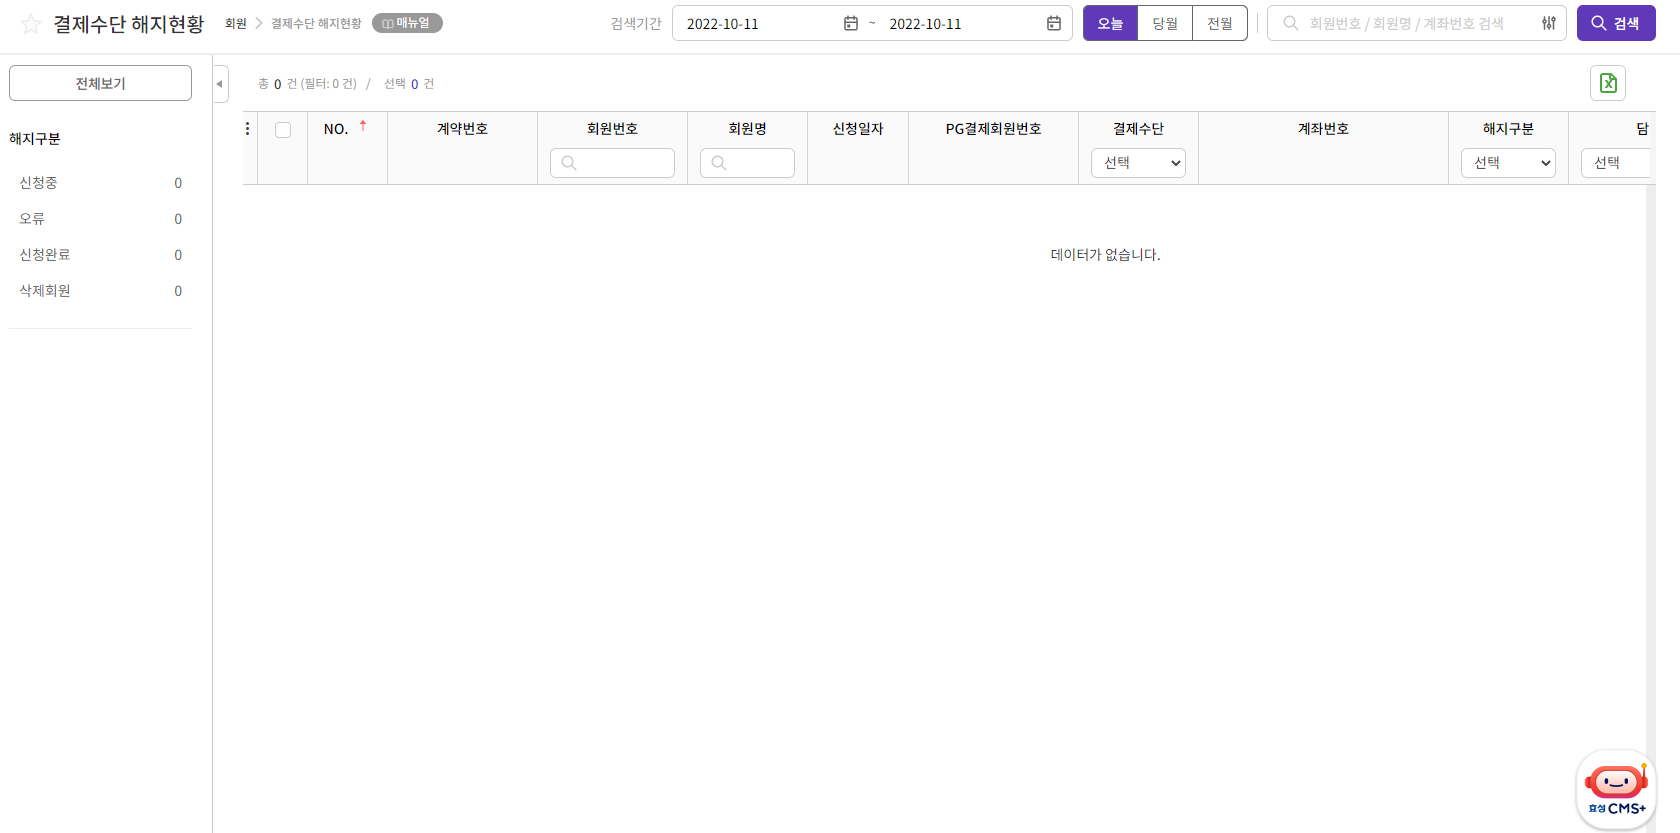 결제수단 해지현황 회원 결제수단 해지현황 매뉴얼 검색기간 2022-10-11 ~ 2022-10-11 오늘 당월 전월 회원번호 / 회원명 / 계좌번호 검색 검색
전체보기
총 0 건 (필터: 0 건) / 선택 0 건
해지구분
신청중 0
오류 0
신청완료 0
삭제회원 0
NO. 계약번호 회원번호 회원명 신청일자 PG결제회원번호 결제수단 계좌번호 해지구분 담
선택 선택 선택
데이터가 없습니다.
효성 CMS+